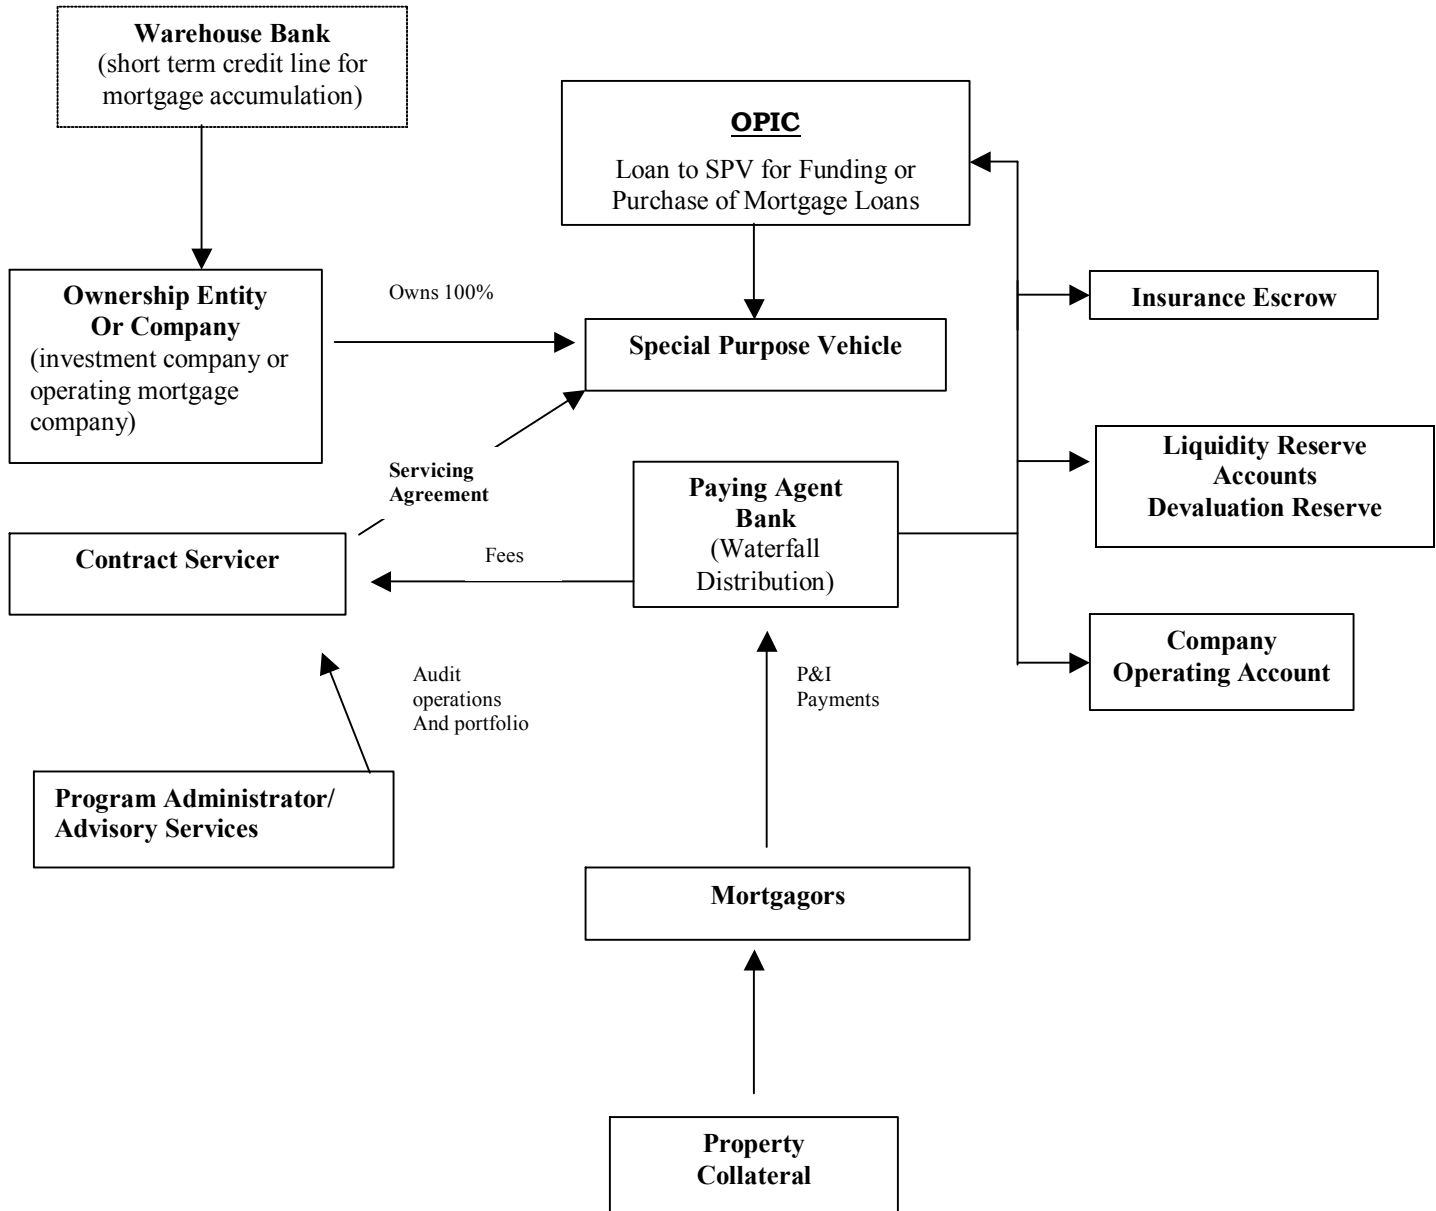 Warehouse Bank
(short term credit line for
mortgage accumulation)
OPIC
Loan to SPV for Funding or
Purchase of Mortgage Loans
Ownership Entity
Or Company
(investment company or
operating mortgage
company)
Owns 100%
Special Purpose Vehicle
Insurance Escrow
Servicing
Agreement
Paying Agent
Bank
(Waterfall
Distribution)
Liquidity Reserve
Accounts
Devaluation Reserve
Contract Servicer
Fees
Company
Operating Account
Audit
operations
And portfolio
P&I
Payments
Program Administrator/
Advisory Services
Mortgagors
Property
Collateral